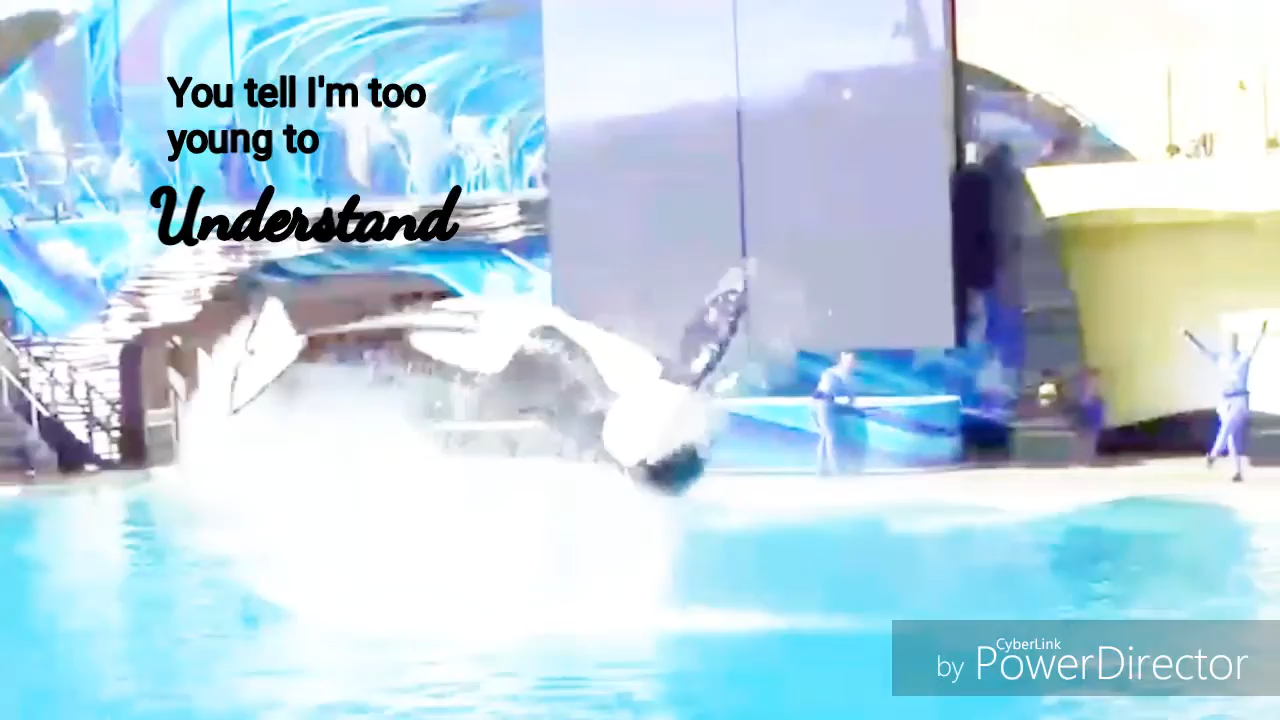 You tell I'm too
young to
Understand
CyberLink
by PowerDirector